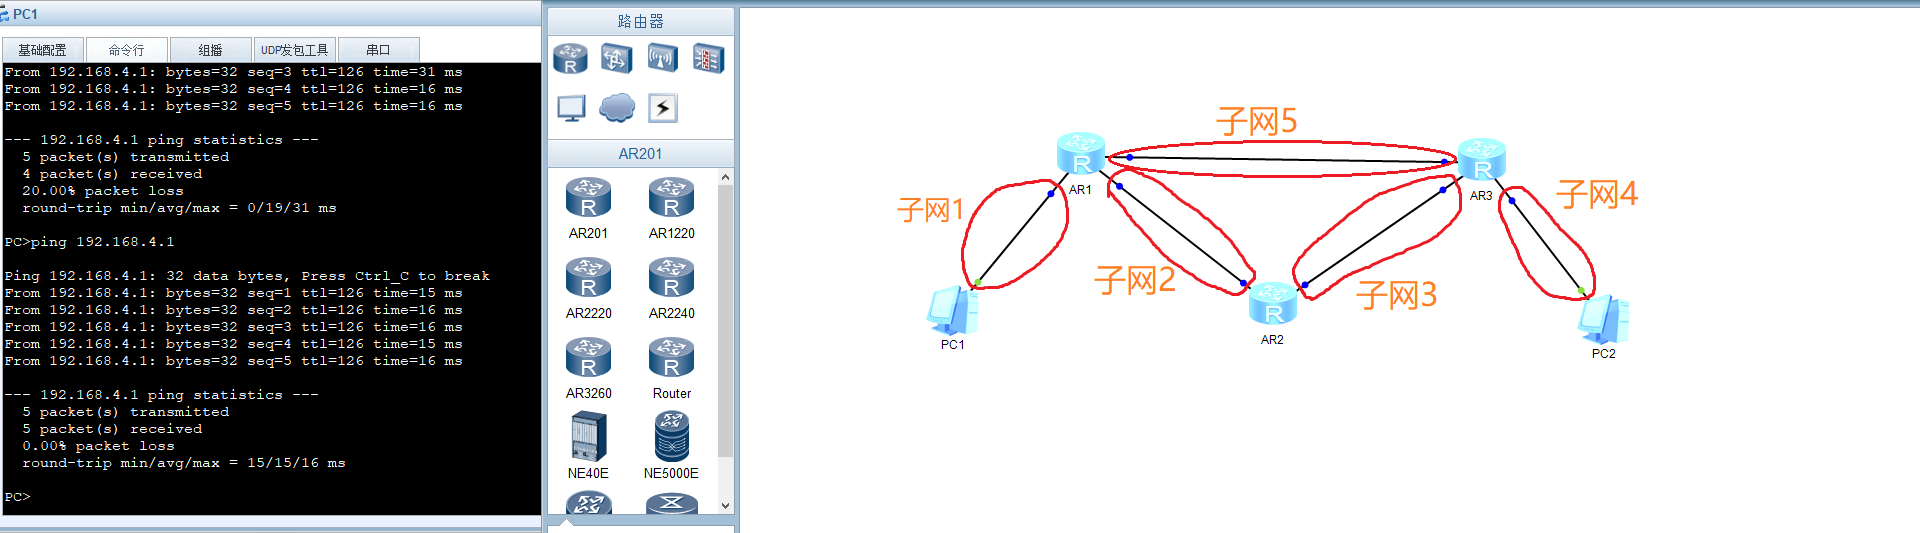 PC1
基础配置
命令行
组播
UDP发包工具
串口
From 192.168.4.1: bytes=32 seq=3 ttl=126 time=31 ms
From 192.168.4.1: bytes=32 seq=4 ttl=126 time=16 ms
From 192.168.4.1: bytes=32 seq=5 ttl=126 time=16 ms
--- 192.168.4.1 ping statistics ---
5 packet(s) transmitted
4 packet(s) received
20.00% packet loss
round-trip min/avg/max = 0/19/31 ms
PC>ping 192.168.4.1
Ping 192.168.4.1: 32 data bytes, Press Ctrl_C to break
From 192.168.4.1: bytes=32 seq=1 ttl=126 time=15 ms
From 192.168.4.1: bytes=32 seq=2 ttl=126 time=16 ms
From 192.168.4.1: bytes=32 seq=3 ttl=126 time=16 ms
From 192.168.4.1: bytes=32 seq=4 ttl=126 time=15 ms
From 192.168.4.1: bytes=32 seq=5 ttl=126 time=16 ms
--- 192.168.4.1 ping statistics ---
5 packet(s) transmitted
5 packet(s) received
0.00% packet loss
round-trip min/avg/max = 15/15/16 ms
PC>
路由器
R
AR201
R
R
AR201
AR1220
R
R
AR2220
AR2240
R
R
AR3260
Router
NE40E
NE5000E
子网5
R
AR1
R
AR3
子网1
子网4
子网2
子网3
R
AR2
PC1
PC2